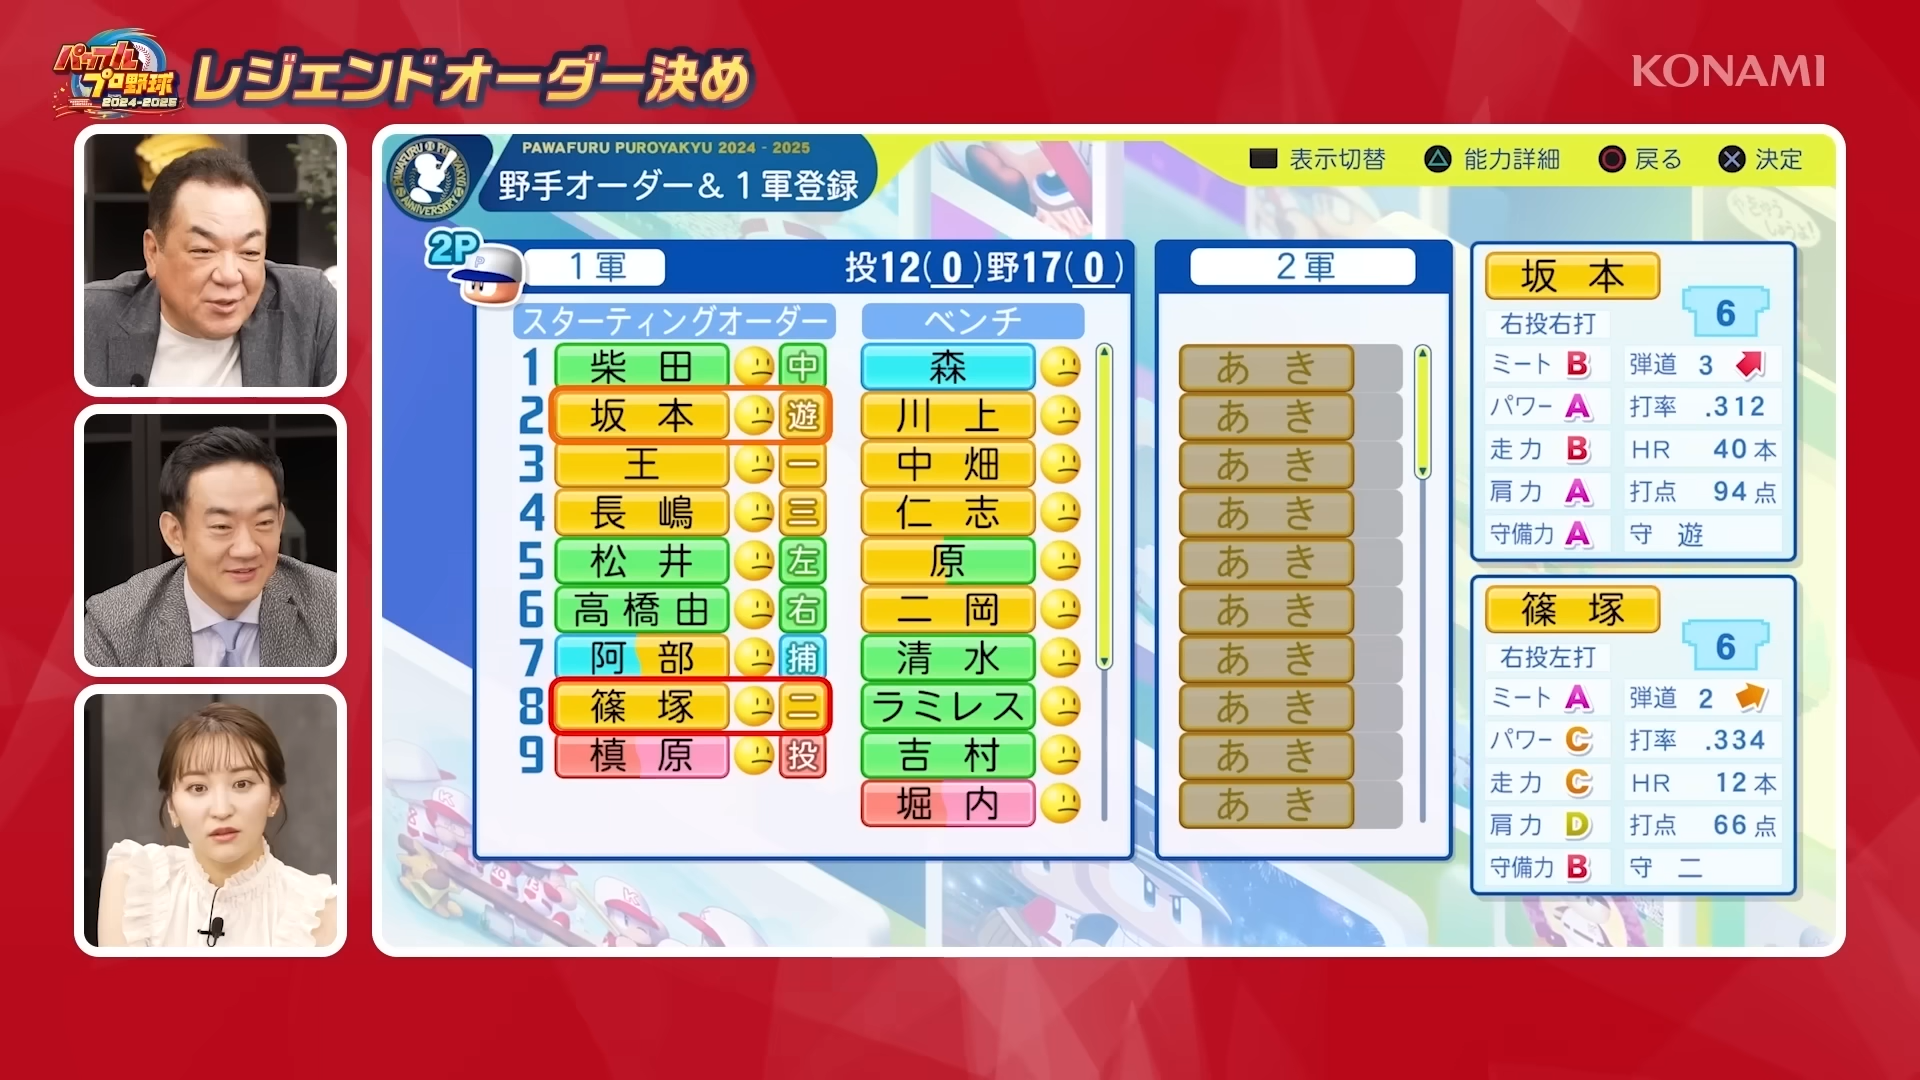 パワフル
プロ野球
2024-2025
レジェンドオーダー決め
KONAMI
PAWAFURU PUROYAKYU 2024 - 2025
野手オーダー&1軍登録
表示切替
能力詳細
戻る
決定
2P
1軍
投12(0)野17(0)
スターティングオーダー
ベンチ
1 柴田 中
2 坂本 遊
3 王 一
4 長嶋 三
5 松井 左
6 高橋由 右
7 阿部 捕
8 篠塚 二
9 槙原 投
森
川上
中畑
仁志
原
二岡
清水
ラミレス
吉村
堀内
2軍
あき
あき
あき
あき
あき
あき
あき
あき
あき
あき
坂本
6
右投右打
ミート B 弾道 3
パワー A 打率 .312
走力 B HR 40本
肩力 A 打点 94点
守備力 A 守 遊
篠塚
6
右投左打
ミート A 弾道 2
パワー C 打率 .334
走力 C HR 12本
肩力 D 打点 66点
守備力 B 守 二